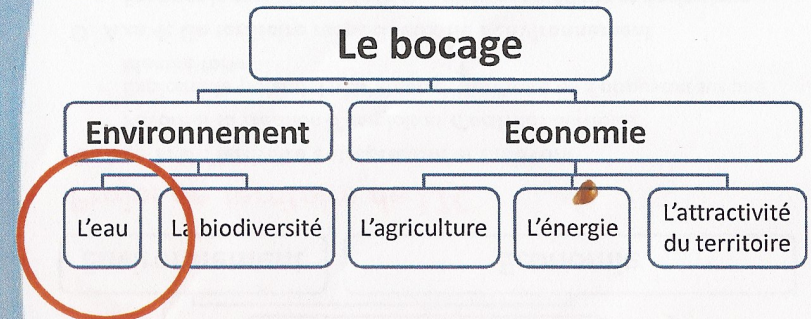 Le bocage
Environnement
Economie
L'eau
La biodiversité
L'agriculture
L'énergie
L'attractivité
du territoire